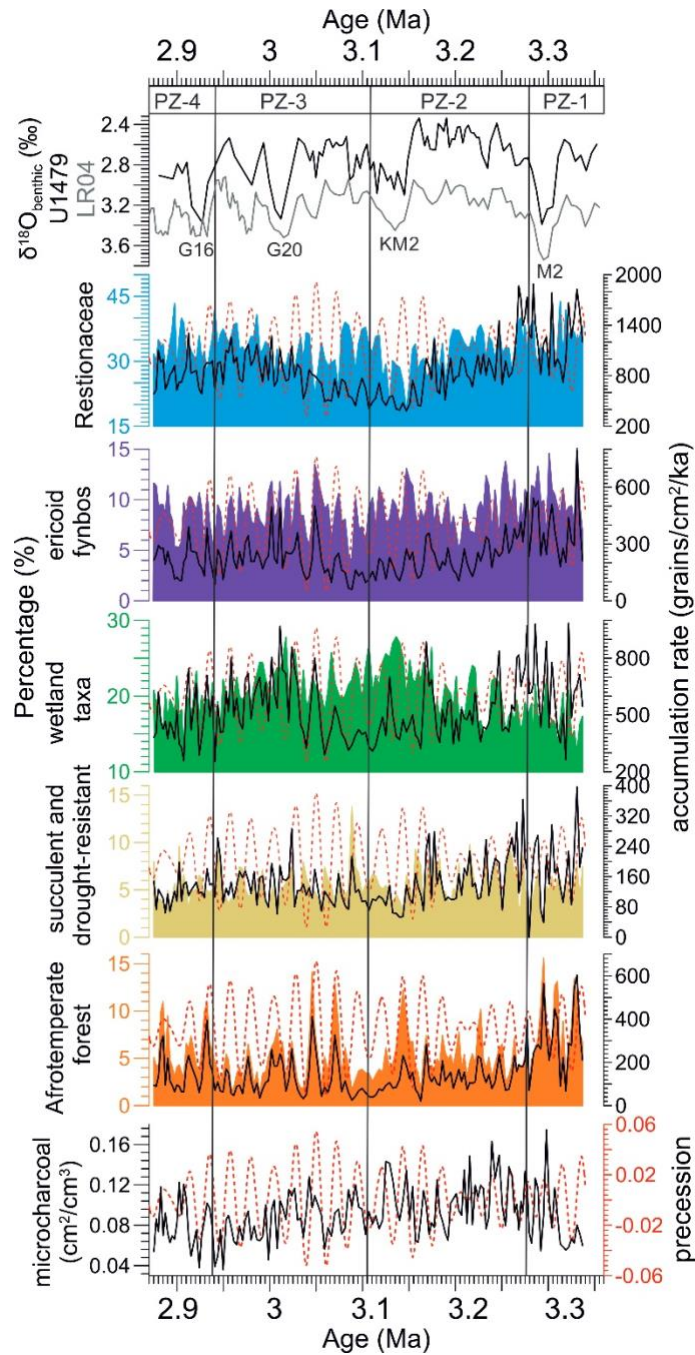 Age (Ma)
2.9 3 3.1 3.2 3.3
PZ-4 PZ-3 PZ-2 PZ-1
δ18Obenthic (‰)
U1479
LR04
2.4
2.8
3.2
3.6
G16 G20 KM2 M2
Percentage (%)
accumulation rate (grains/cm²/ka)
Restionaceae
45
30
15
2000
1400
800
200
ericoid
fynbos
15
10
5
0
600
300
0
wetland
taxa
30
20
10
800
500
200
succulent and
drought-resistant
15
10
5
0
400
320
240
160
80
0
Afrotemperate
forest
15
10
5
0
600
400
200
0
microcharcoal
(cm²/cm³)
0.16
0.12
0.08
0.04
0.06
0.02
-0.02
-0.06
precession
2.9 3 3.1 3.2 3.3
Age (Ma)